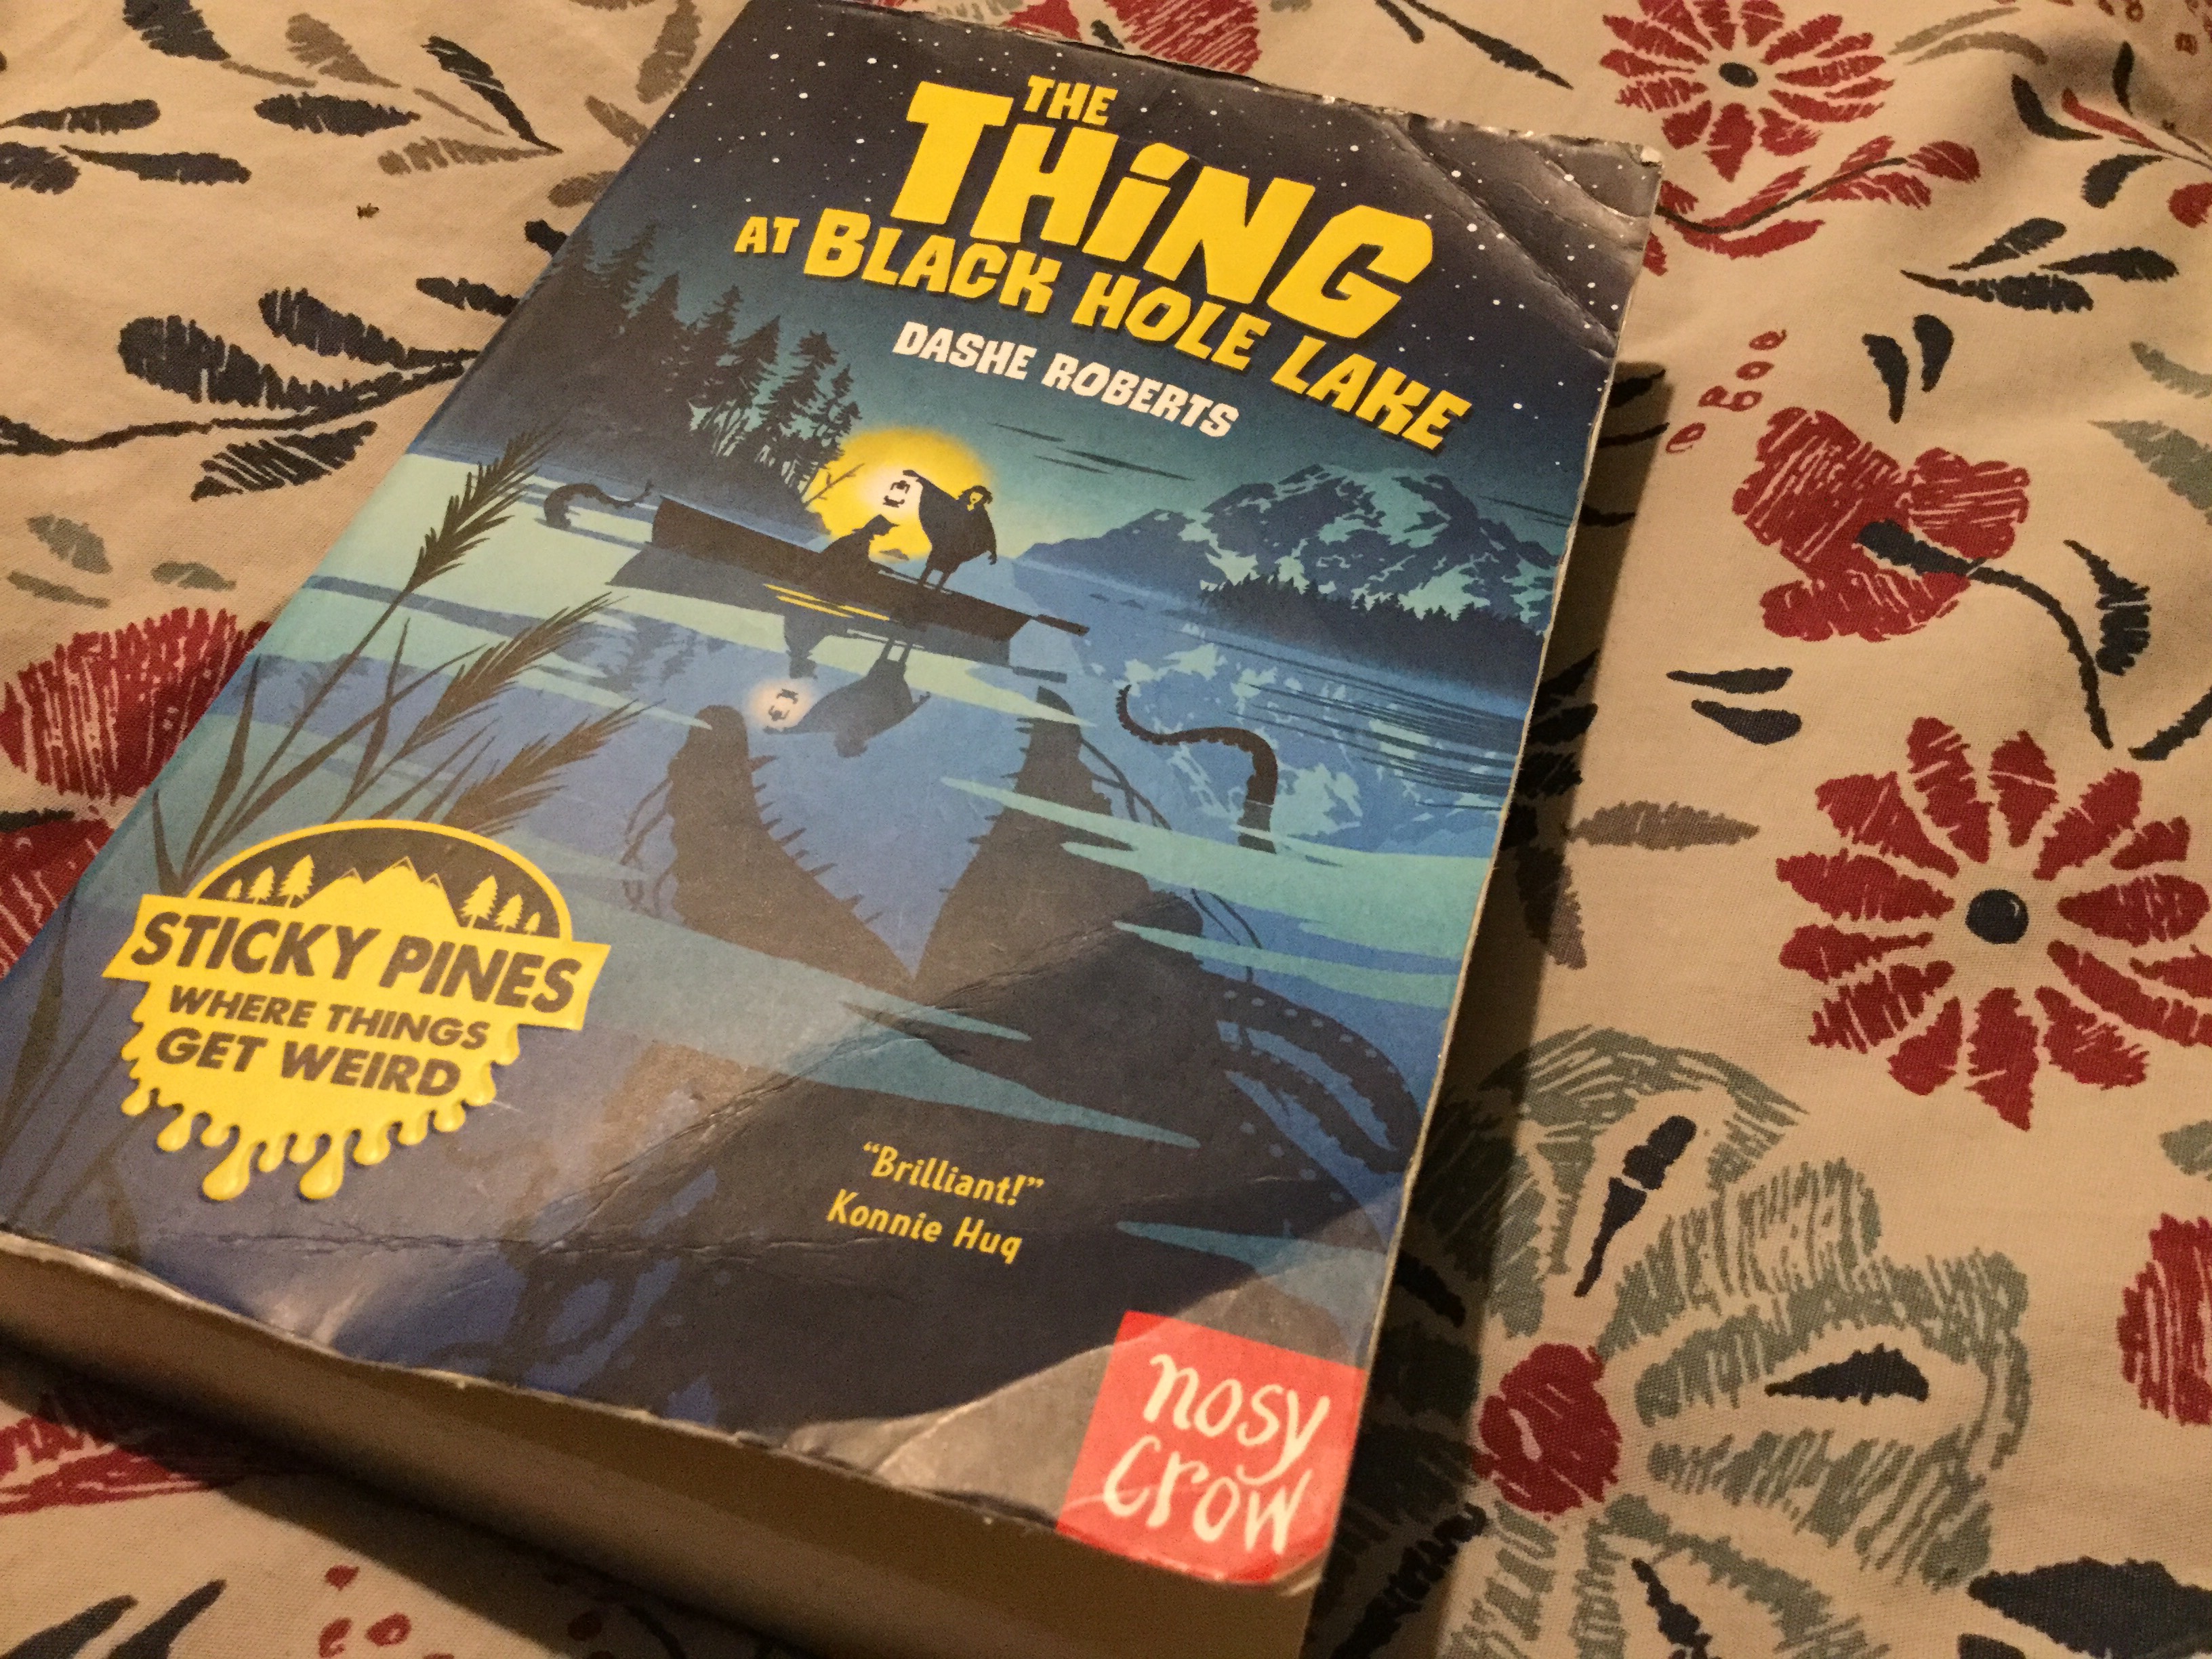 THE
THiNG
AT BLACK HOLE LAKE
DASHE ROBERTS
STICKY PINES
WHERE THINGS
GET WEIRD
“Brilliant!”
Konnie Huq
nosy
crow